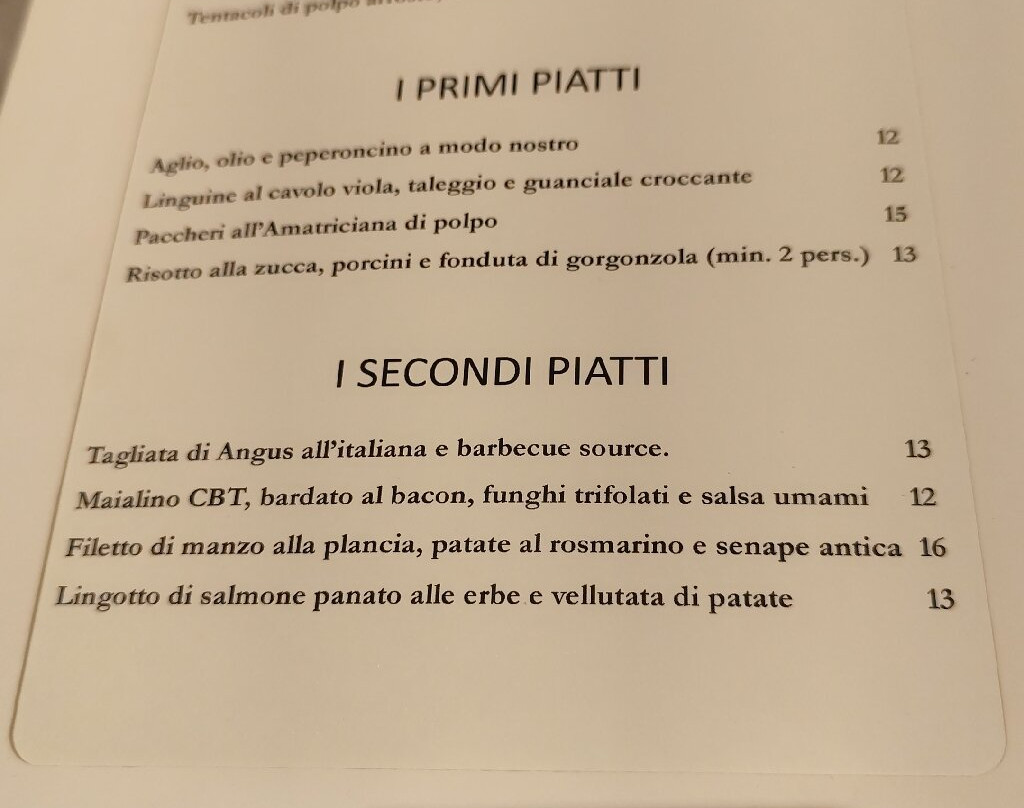 Tentacoli di polpo
I PRIMI PIATTI
Aglio, olio e peperoncino a modo nostro 12
Linguine al cavolo viola, taleggio e guanciale croccante 12
Paccheri all'Amatriciana di polpo 15
Risotto alla zucca, porcini e fonduta di gorgonzola (min. 2 pers.) 13
I SECONDI PIATTI
Tagliata di Angus all'italiana e barbecue source. 13
Maialino CBT, bardato al bacon, funghi trifolati e salsa umami 12
Filetto di manzo alla plancia, patate al rosmarino e senape antica 16
Lingotto di salmone panato alle erbe e vellutata di patate 13